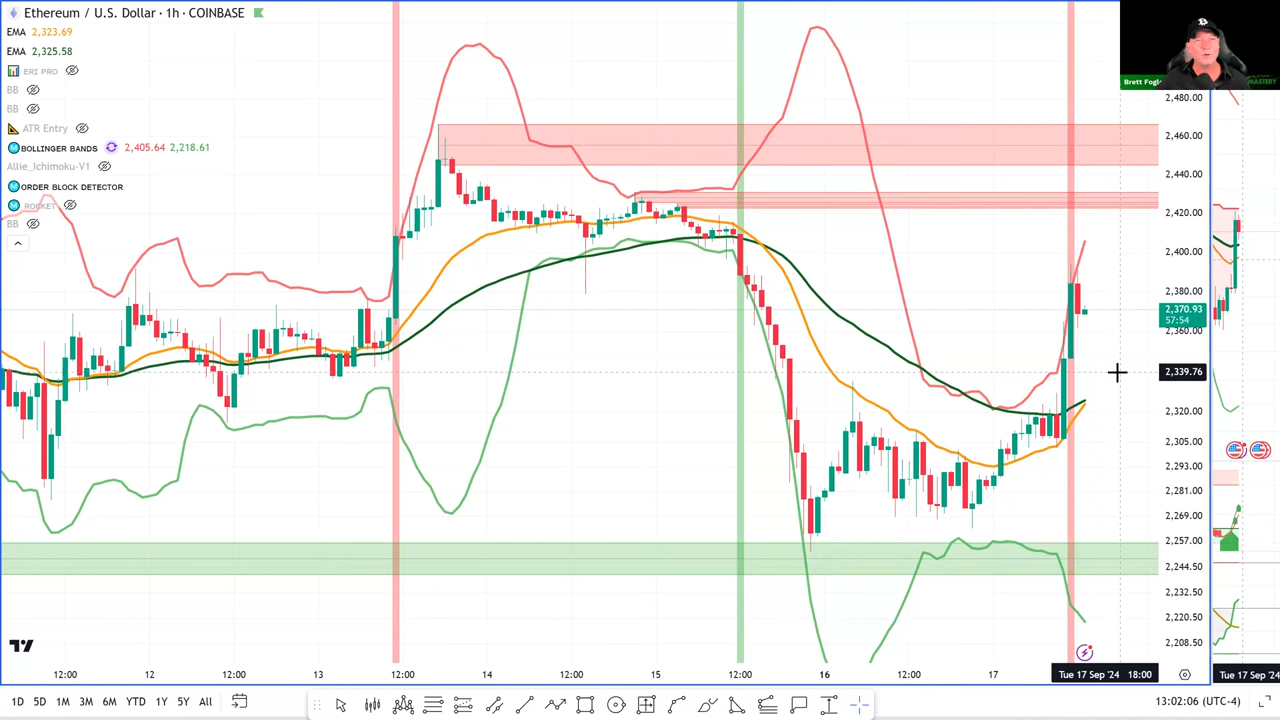 Ethereum / U.S. Dollar · 1h · COINBASE
EMA 2,323.69
EMA 2,325.58
ERI PRO
BB
BB
ATR Entry
BOLLINGER BANDS 2,405.64 2,218.61
Allie_Ichimoku-V1
ORDER BLOCK DETECTOR
ROCKET
BB
Brett Fogle
MASTERY
2,480.00
2,460.00
2,440.00
2,420.00
2,400.00
2,380.00
2,370.93
57:54
2,360.00
2,339.76
2,320.00
2,305.00
2,293.00
2,281.00
2,269.00
2,257.00
2,244.50
2,232.50
2,220.50
2,208.50
12:00 12 12:00 13 12:00 14 12:00 15 12:00 16 12:00 17 Tue 17 Sep '24 18:00 Tue 17 Sep '24
1D 5D 1M 3M 6M YTD 1Y 5Y All 13:02:06 (UTC-4)